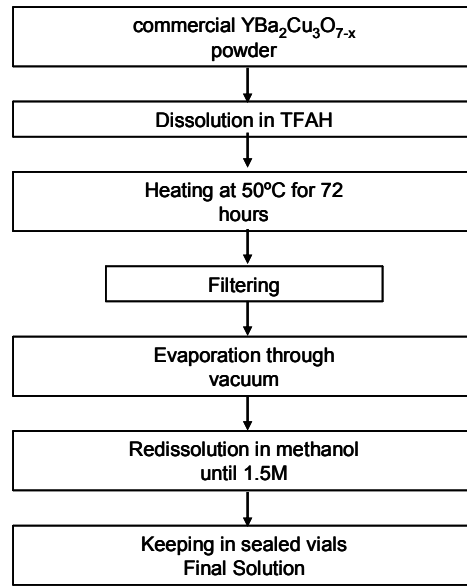 commercial YBa₂Cu₃O₇₋ₓ
powder
Dissolution in TFAH
Heating at 50ºC for 72
hours
Filtering
Evaporation through
vacuum
Redissolution in methanol
until 1.5M
Keeping in sealed vials
Final Solution